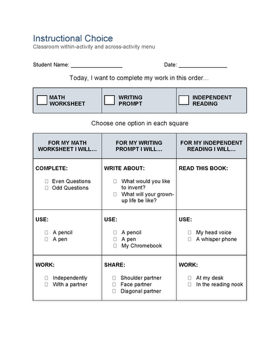 Instructional Choice
Classroom within-activity and across-activity menu
Student Name: ________________ Date: ________________
Today, I want to complete my work in this order…
MATH WORKSHEET
WRITING PROMPT
INDEPENDENT READING
Choose one option in each square
FOR MY MATH WORKSHEET I WILL…
FOR MY WRITING PROMPT I WILL…
FOR MY INDEPENDENT READING I WILL…
COMPLETE:
Even Questions
Odd Questions
WRITE ABOUT:
What would you like to invent?
What will your grown-up life be like?
READ THIS BOOK:
USE:
A pencil
A pen
USE:
A pencil
A pen
My Chromebook
USE:
My head voice
A whisper phone
WORK:
Independently
With a partner
SHARE:
Shoulder partner
Face partner
Diagonal partner
WORK:
At my desk
In the reading nook